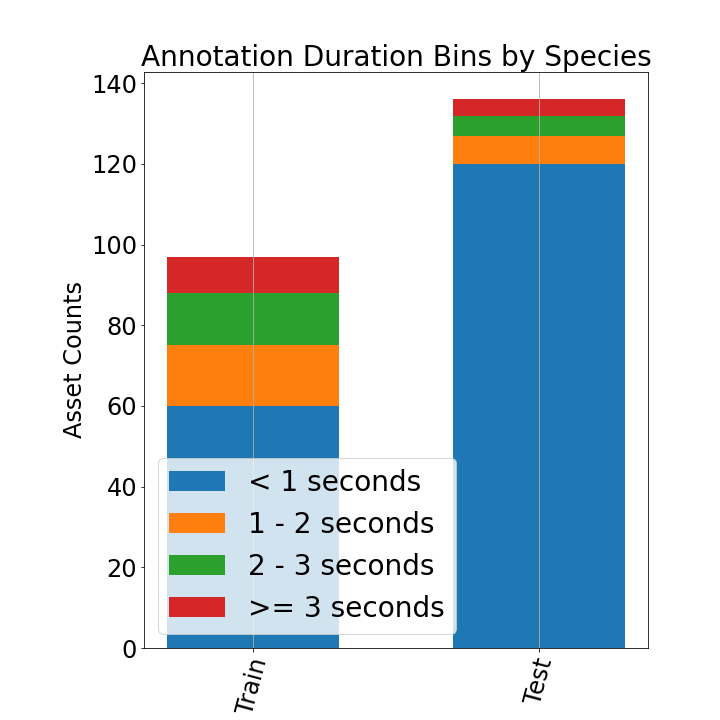 Annotation Duration Bins by Species
140
120
100
80
60
40
20
0
Asset Counts
< 1 seconds
1 - 2 seconds
2 - 3 seconds
>= 3 seconds
Train
Test